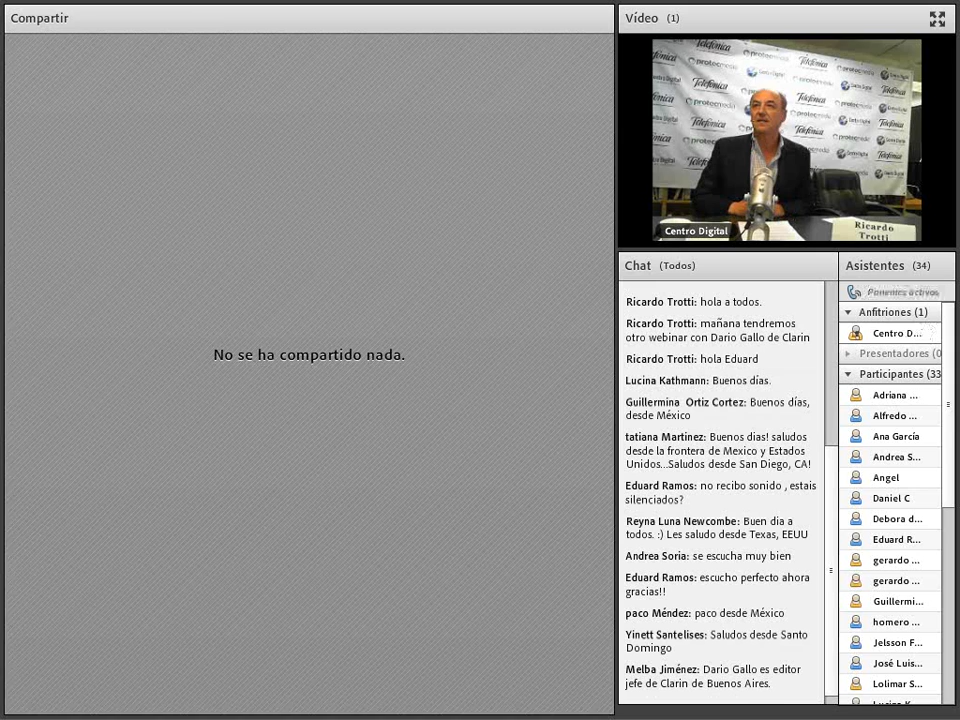 Compartir
No se ha compartido nada.
Vídeo (1)
Telefónica
protecmedia
Centro Digital
Ricardo
Trotti
Chat (Todos)
Ricardo Trotti: hola a todos.
Ricardo Trotti: mañana tendremos
otro webinar con Dario Gallo de Clarin
Ricardo Trotti: hola Eduard
Lucina Kathmann: Buenos días.
Guillermina Ortiz Cortez: Buenos días,
desde México
tatiana Martinez: Buenos dias! saludos
desde la frontera de Mexico y Estados
Unidos...Saludos desde San Diego, CA!
Eduard Ramos: no recibo sonido , estais
silenciados?
Reyna Luna Newcombe: Buen dia a
todos. :) Les saludo desde Texas, EEUU
Andrea Soria: se escucha muy bien
Eduard Ramos: escucho perfecto ahora
gracias!!
paco Méndez: paco desde México
Yinett Santelises: Saludos desde Santo
Domingo
Melba Jiménez: Dario Gallo es editor
jefe de Clarin de Buenos Aires.
Asistentes (34)
Ponentes activos
Anfitriones (1)
Centro D...
Presentadores (0
Participantes (33
Adriana ...
Alfredo ...
Ana García
Andrea S...
Angel
Daniel C
Debora d...
Eduard R...
gerardo ...
gerardo ...
Guillermi...
homero ...
Jelsson F...
José Luis...
Lolimar S...